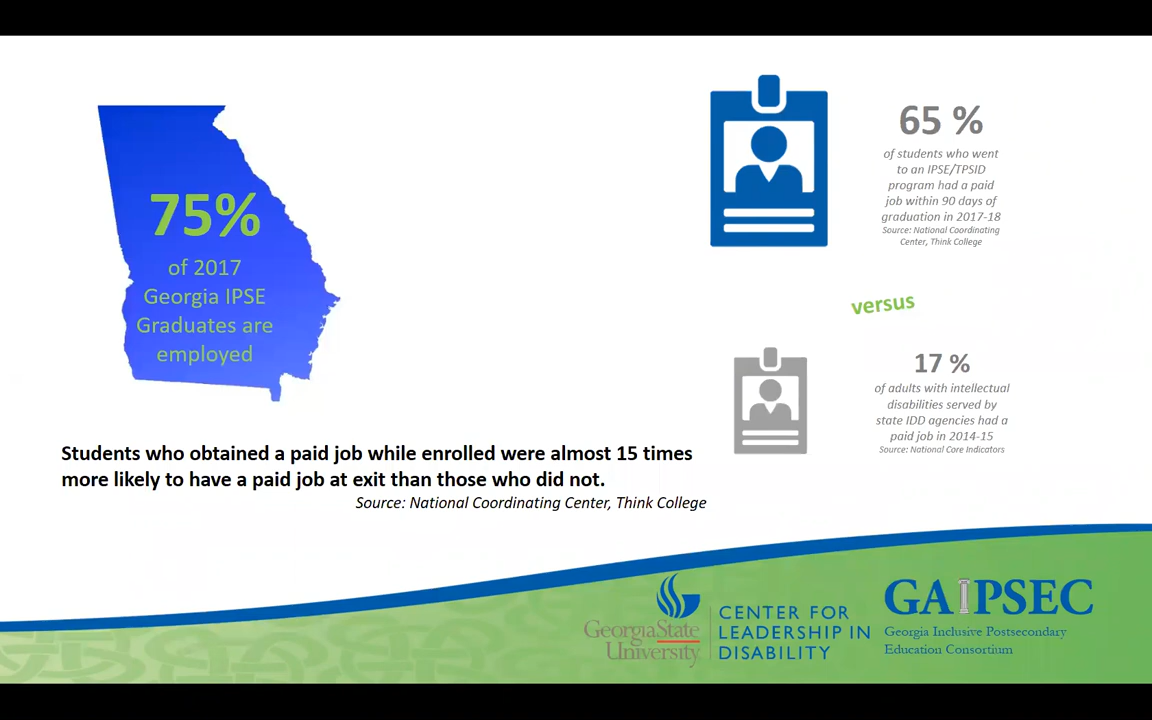 75%
of 2017
Georgia IPSE
Graduates are
employed
65 %
of students who went
to an IPSE/TPSID
program had a paid
job within 90 days of
graduation in 2017-18
Source: National Coordinating
Center, Think College
versus
17 %
of adults with intellectual
disabilities served by
state IDD agencies had a
paid job in 2014-15
Source: National Core Indicators
Students who obtained a paid job while enrolled were almost 15 times
more likely to have a paid job at exit than those who did not.
Source: National Coordinating Center, Think College
GeorgiaState
University
CENTER FOR
LEADERSHIP IN
DISABILITY
GAIPSEC
Georgia Inclusive Postsecondary
Education Consortium